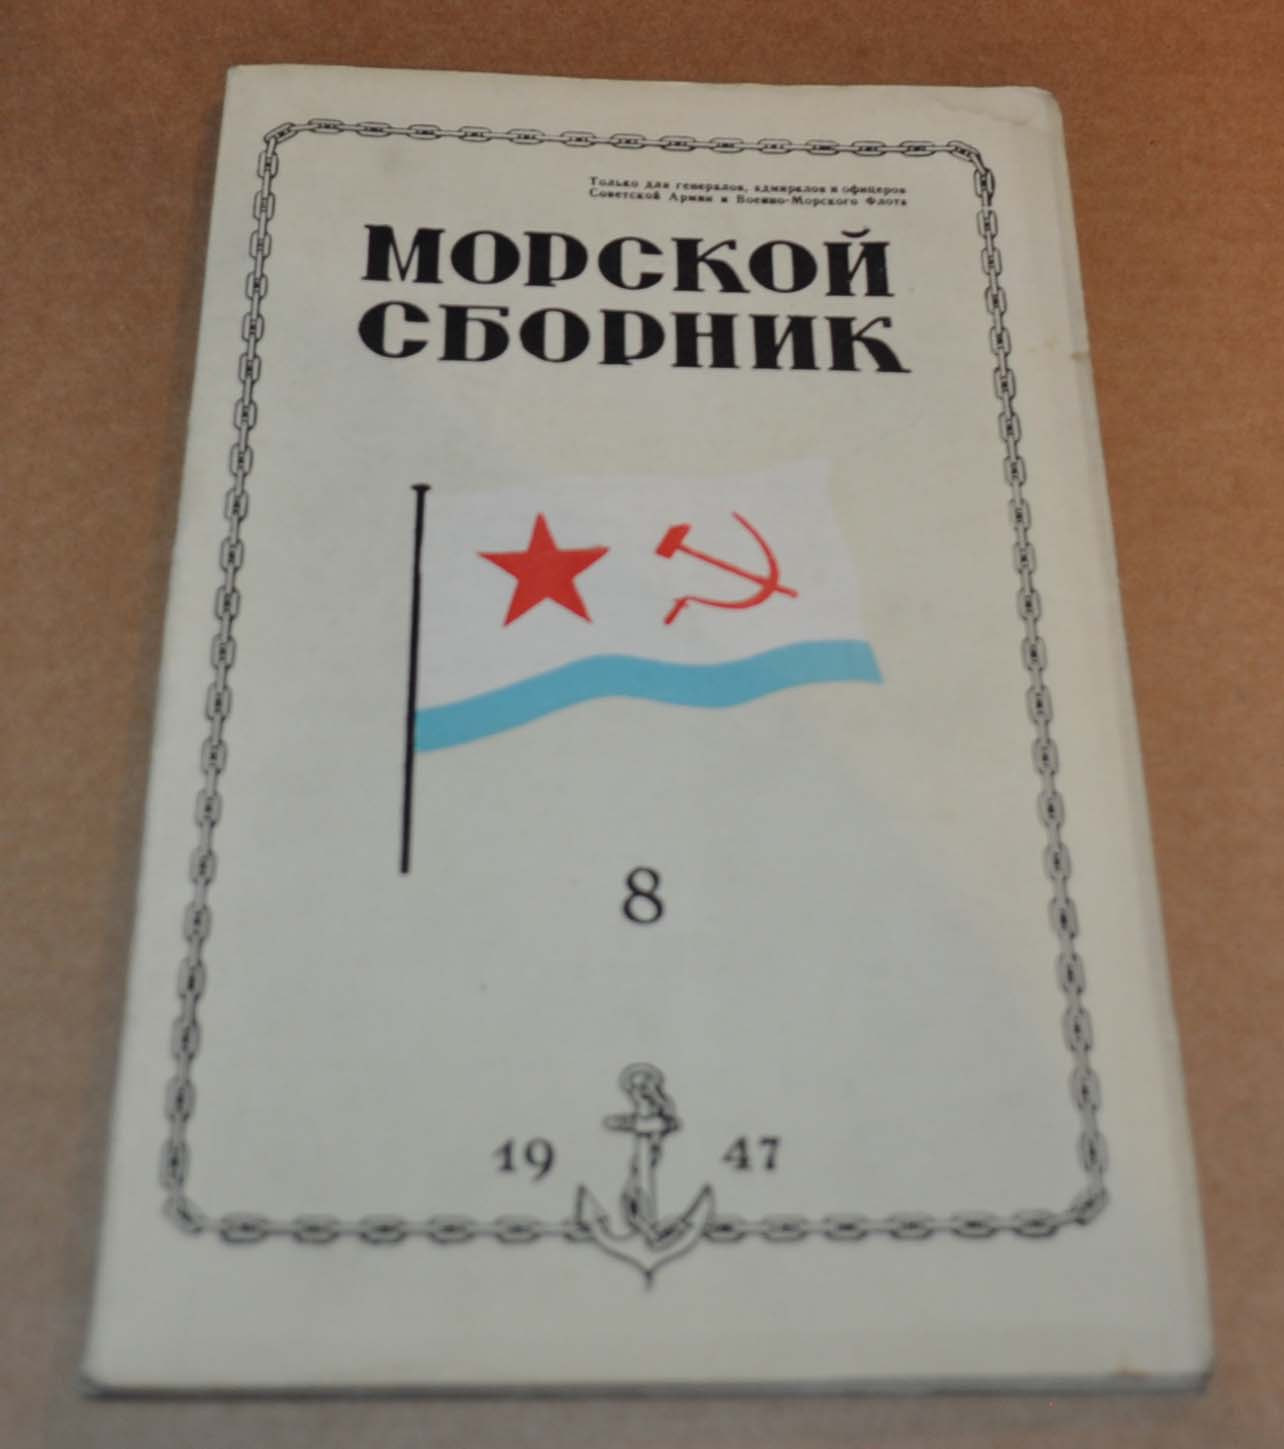 Только для генералов, адмиралов и офицеров
Советской Армии и Военно-Морского Флота
МОРСКОЙ
СБОРНИК
8
19 47